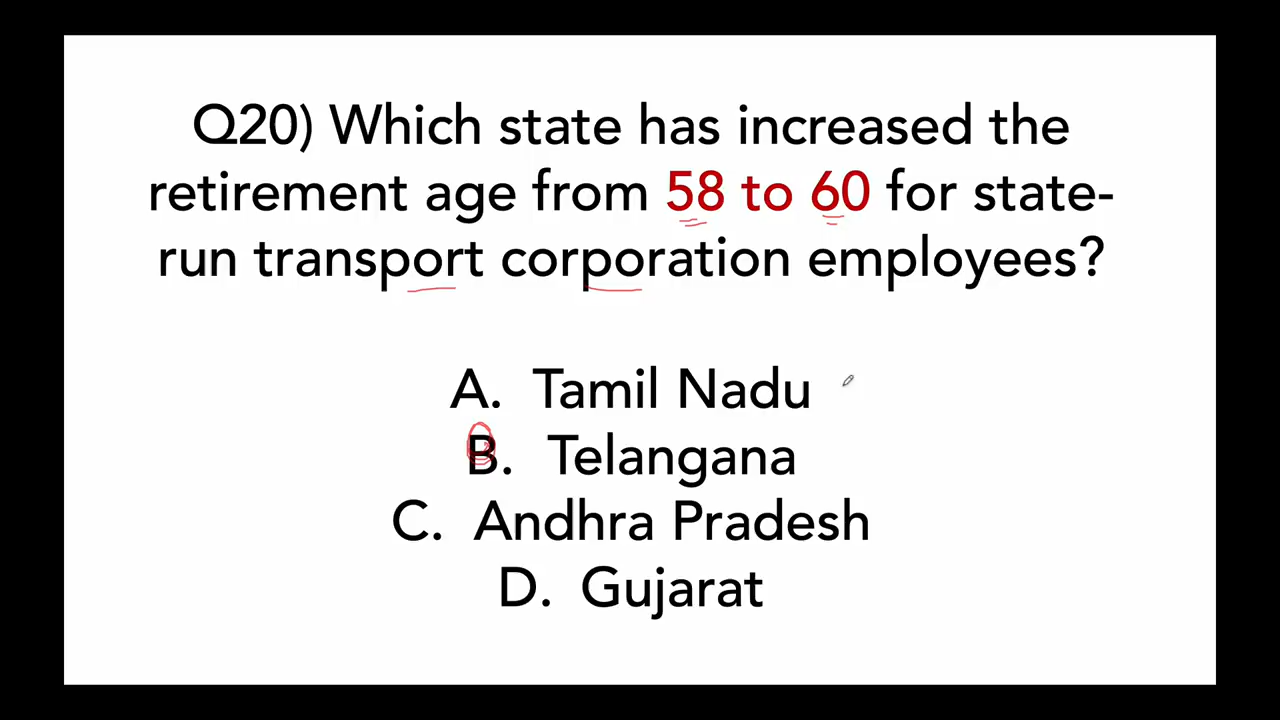 Q20) Which state has increased the
retirement age from 58 to 60 for state-
run transport corporation employees?
A. Tamil Nadu
B. Telangana
C. Andhra Pradesh
D. Gujarat